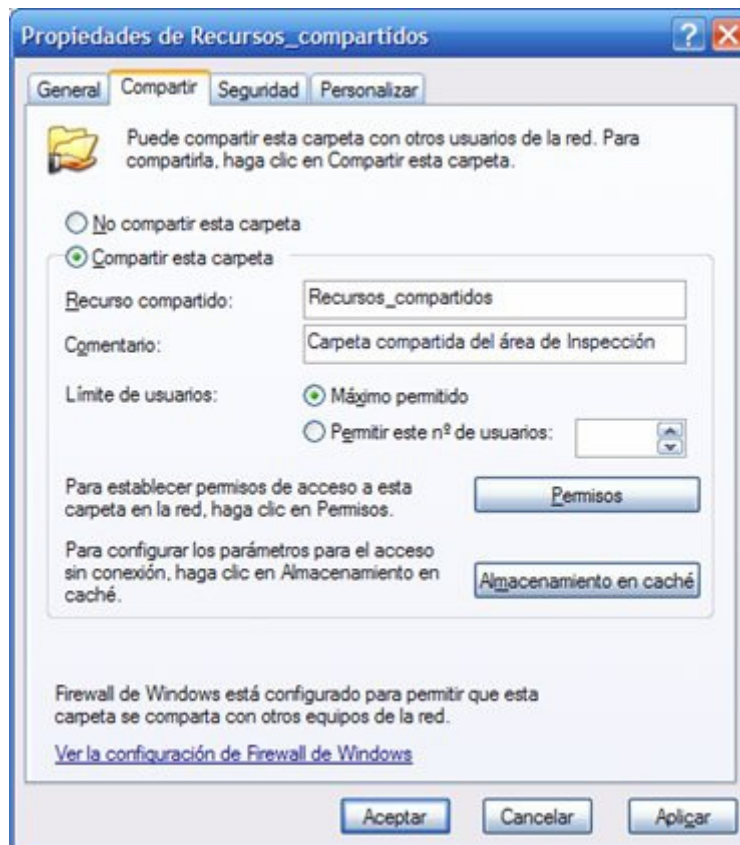 Propiedades de Recursos_compartidos
General Compartir Seguridad Personalizar
Puede compartir esta carpeta con otros usuarios de la red. Para
compartirla, haga clic en Compartir esta carpeta.
No compartir esta carpeta
Compartir esta carpeta
Recurso compartido: Recursos_compartidos
Comentario: Carpeta compartida del área de Inspección
Límite de usuarios: Máximo permitido
Permitir este nº de usuarios:
Para establecer permisos de acceso a esta
carpeta en la red, haga clic en Permisos.
Permisos
Para configurar los parámetros para el acceso
sin conexión, haga clic en Almacenamiento en
caché.
Almacenamiento en caché
Firewall de Windows está configurado para permitir que esta
carpeta se comparta con otros equipos de la red.
Ver la configuración de Firewall de Windows
Aceptar Cancelar Aplicar